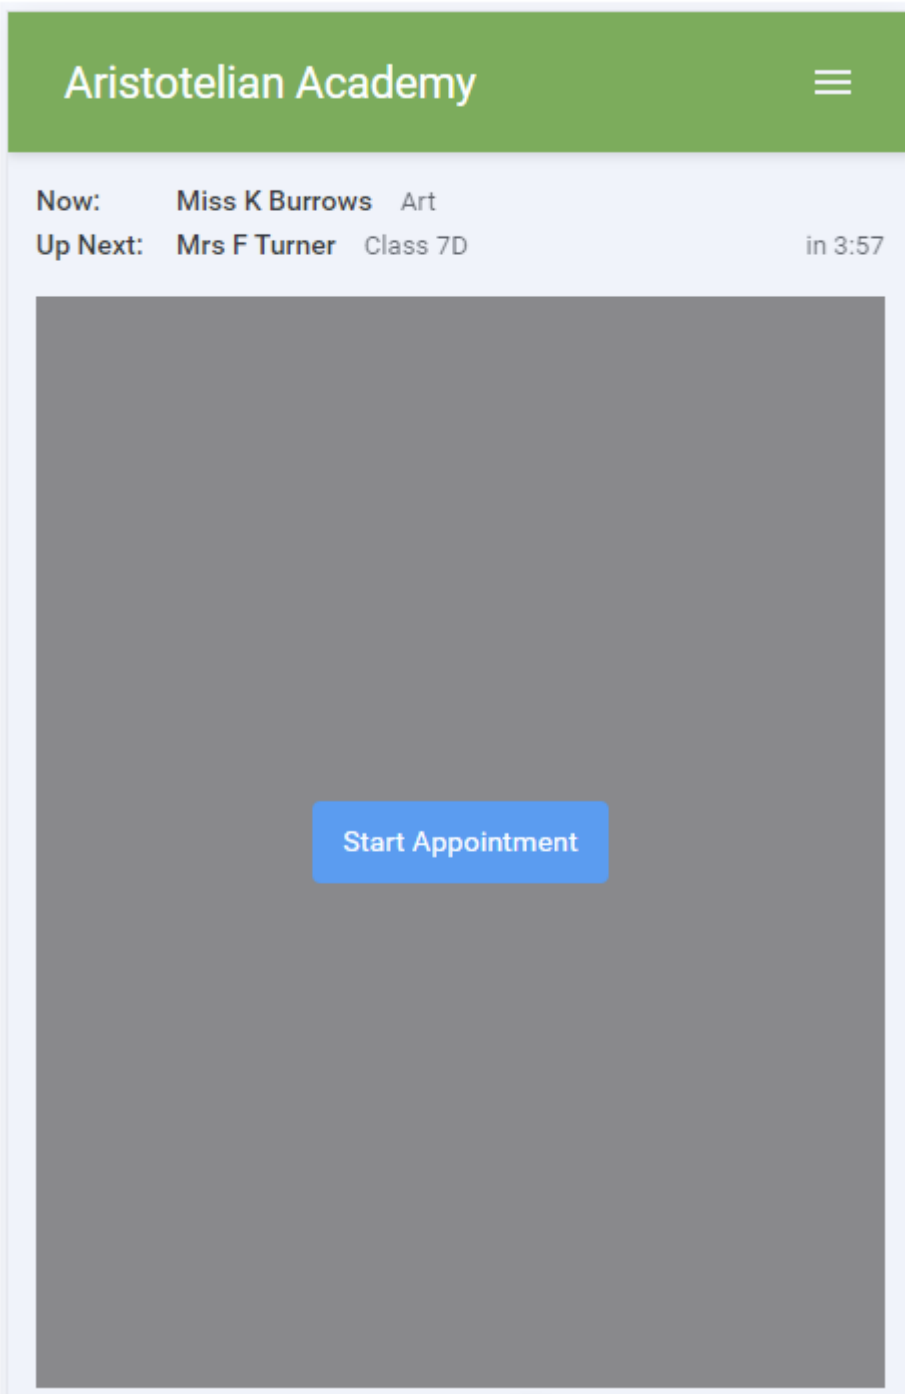 Aristotelian Academy
Now: Miss K Burrows Art
Up Next: Mrs F Turner Class 7D in 3:57
Start Appointment